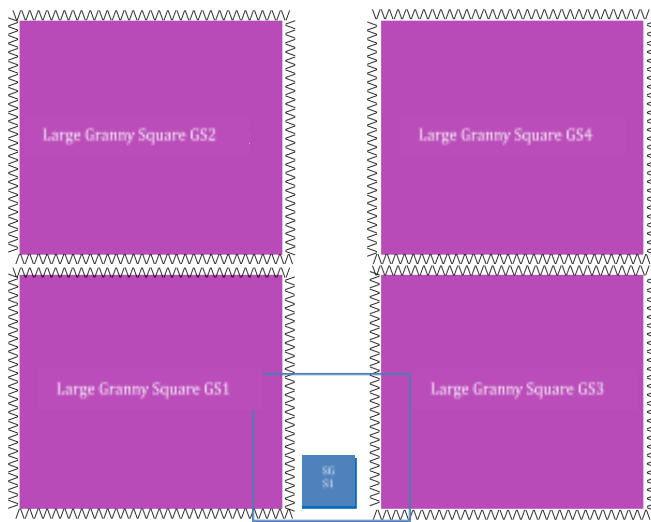 Large Granny Square GS2
Large Granny Square GS4
Large Granny Square GS1
Large Granny Square GS3
SG
S1